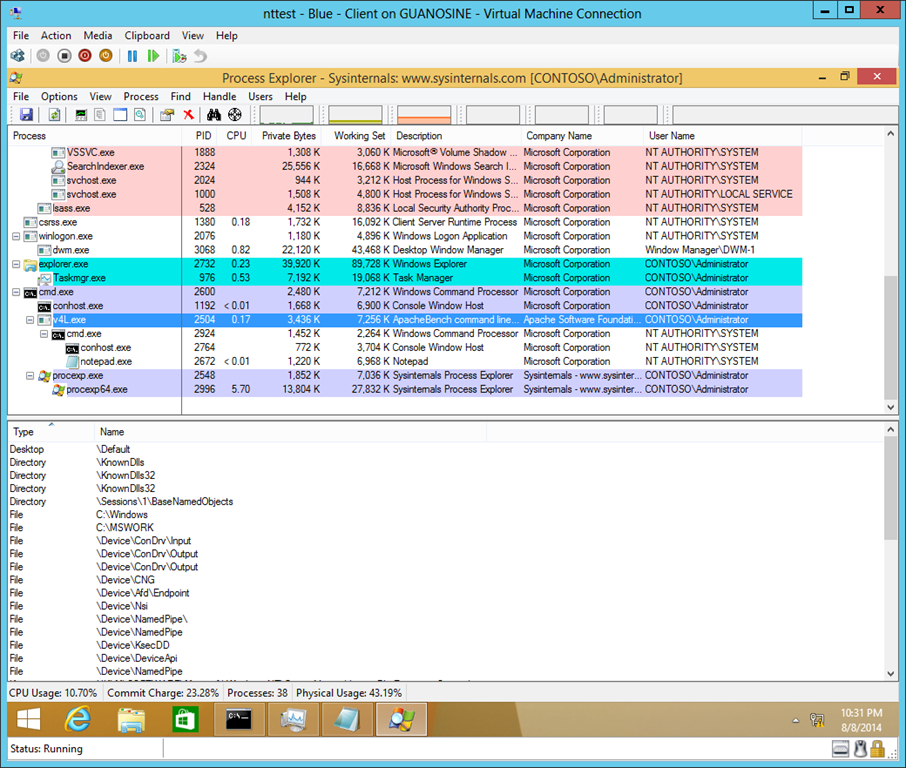 nttest - Blue - Client on GUANOSINE - Virtual Machine Connection
File Action Media Clipboard View Help
Process Explorer - Sysinternals: www.sysinternals.com [CONTOSO\Administrator]
File Options View Process Find Handle Users Help
Process PID CPU Private Bytes Working Set Description Company Name User Name
VSSVC.exe 1888 1,308 K 3,060 K Microsoft® Volume Shadow ... Microsoft Corporation NT AUTHORITY\SYSTEM
SearchIndexer.exe 2324 25,556 K 16,668 K Microsoft Windows Search I... Microsoft Corporation NT AUTHORITY\SYSTEM
svchost.exe 2024 944 K 3,212 K Host Process for Windows S... Microsoft Corporation NT AUTHORITY\SYSTEM
svchost.exe 1000 1,508 K 4,800 K Host Process for Windows S... Microsoft Corporation NT AUTHORITY\LOCAL SERVICE
lsass.exe 528 4,152 K 8,836 K Local Security Authority Proc... Microsoft Corporation NT AUTHORITY\SYSTEM
csrss.exe 1380 0.18 1,732 K 16,092 K Client Server Runtime Process Microsoft Corporation NT AUTHORITY\SYSTEM
winlogon.exe 2076 1,180 K 4,896 K Windows Logon Application Microsoft Corporation NT AUTHORITY\SYSTEM
dwm.exe 3068 0.82 22,120 K 43,468 K Desktop Window Manager Microsoft Corporation Window Manager\DWM-1
explorer.exe 2732 0.23 39,920 K 89,728 K Windows Explorer Microsoft Corporation CONTOSO\Administrator
Taskmgr.exe 976 0.53 7,192 K 19,068 K Task Manager Microsoft Corporation CONTOSO\Administrator
cmd.exe 2600 2,480 K 7,212 K Windows Command Processor Microsoft Corporation CONTOSO\Administrator
conhost.exe 1192 < 0.01 1,668 K 6,900 K Console Window Host Microsoft Corporation CONTOSO\Administrator
v4L.exe 2504 0.17 3,436 K 7,256 K ApacheBench command line... Apache Software Foundati... CONTOSO\Administrator
cmd.exe 2924 1,452 K 2,264 K Windows Command Processor Microsoft Corporation NT AUTHORITY\SYSTEM
conhost.exe 2764 772 K 3,704 K Console Window Host Microsoft Corporation NT AUTHORITY\SYSTEM
notepad.exe 2672 < 0.01 1,220 K 6,968 K Notepad Microsoft Corporation NT AUTHORITY\SYSTEM
procexp.exe 2548 1,852 K 7,036 K Sysinternals Process Explorer Sysinternals - www.sysinter... CONTOSO\Administrator
procexp64.exe 2996 5.70 13,804 K 27,832 K Sysinternals Process Explorer Sysinternals - www.sysinter... CONTOSO\Administrator
Type Name
Desktop \Default
Directory \KnownDlls
Directory \KnownDlls32
Directory \KnownDlls32
Directory \Sessions\1\BaseNamedObjects
File C:\Windows
File C:\MSWORK
File \Device\ConDrv\Input
File \Device\ConDrv\Output
File \Device\ConDrv\Output
File \Device\CNG
File \Device\Afd\Endpoint
File \Device\Nsi
File \Device\NamedPipe\
File \Device\NamedPipe
File \Device\KsecDD
File \Device\DeviceApi
File \Device\NamedPipe
CPU Usage: 10.70% Commit Charge: 23.28% Processes: 38 Physical Usage: 43.19%
10:31 PM
8/8/2014
Status: Running